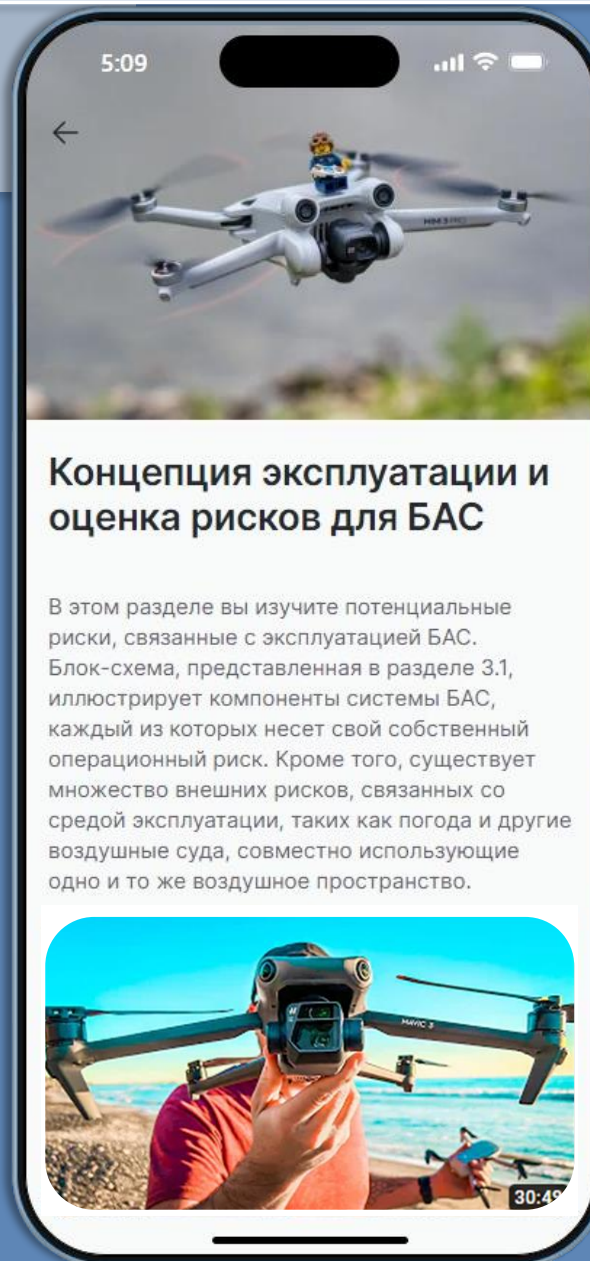 5:09
MINI 3 PRO
Концепция эксплуатации и
оценка рисков для БАС
В этом разделе вы изучите потенциальные
риски, связанные с эксплуатацией БАС.
Блок-схема, представленная в разделе 3.1,
иллюстрирует компоненты системы БАС,
каждый из которых несет свой собственный
операционный риск. Кроме того, существует
множество внешних рисков, связанных со
средой эксплуатации, таких как погода и другие
воздушные суда, совместно использующие
одно и то же воздушное пространство.
MAVIC 3
30:49